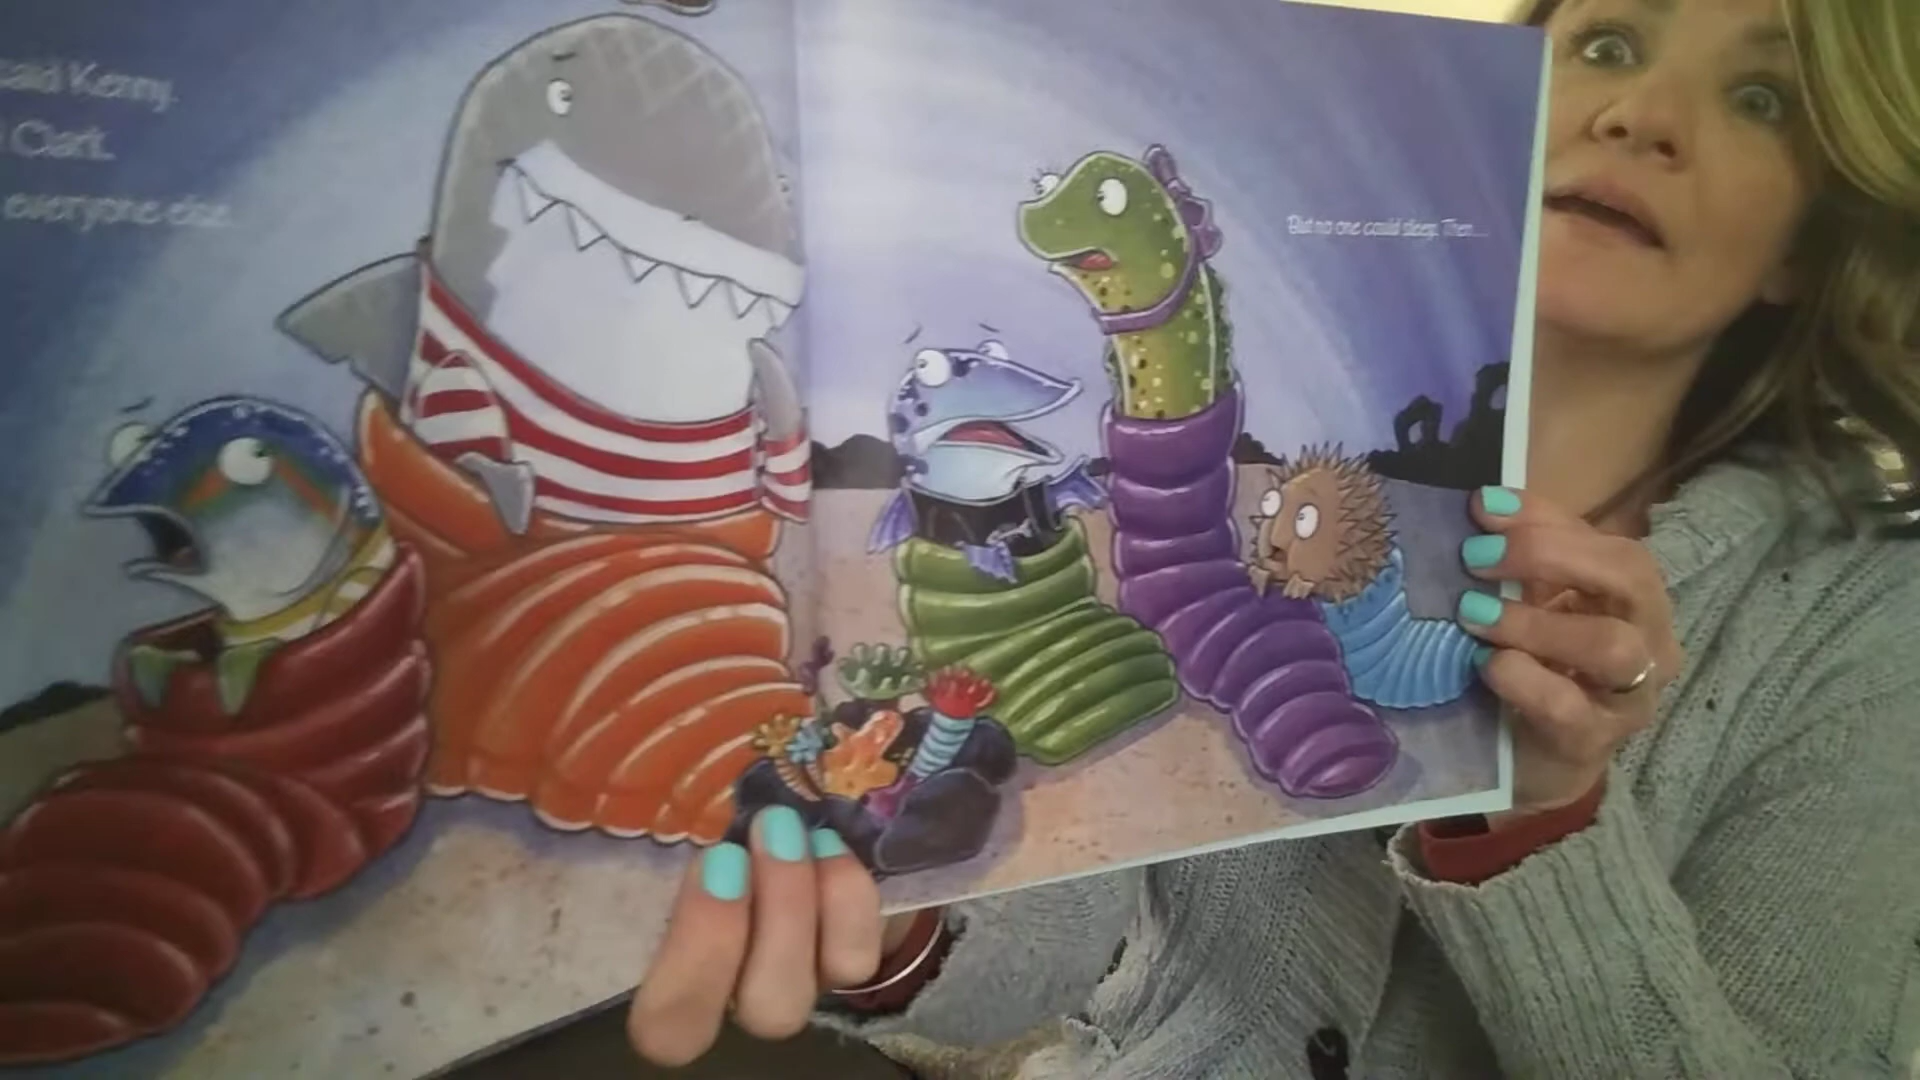 said Kenny.
Clark.
everyone else.
But no one could sleep. Then....